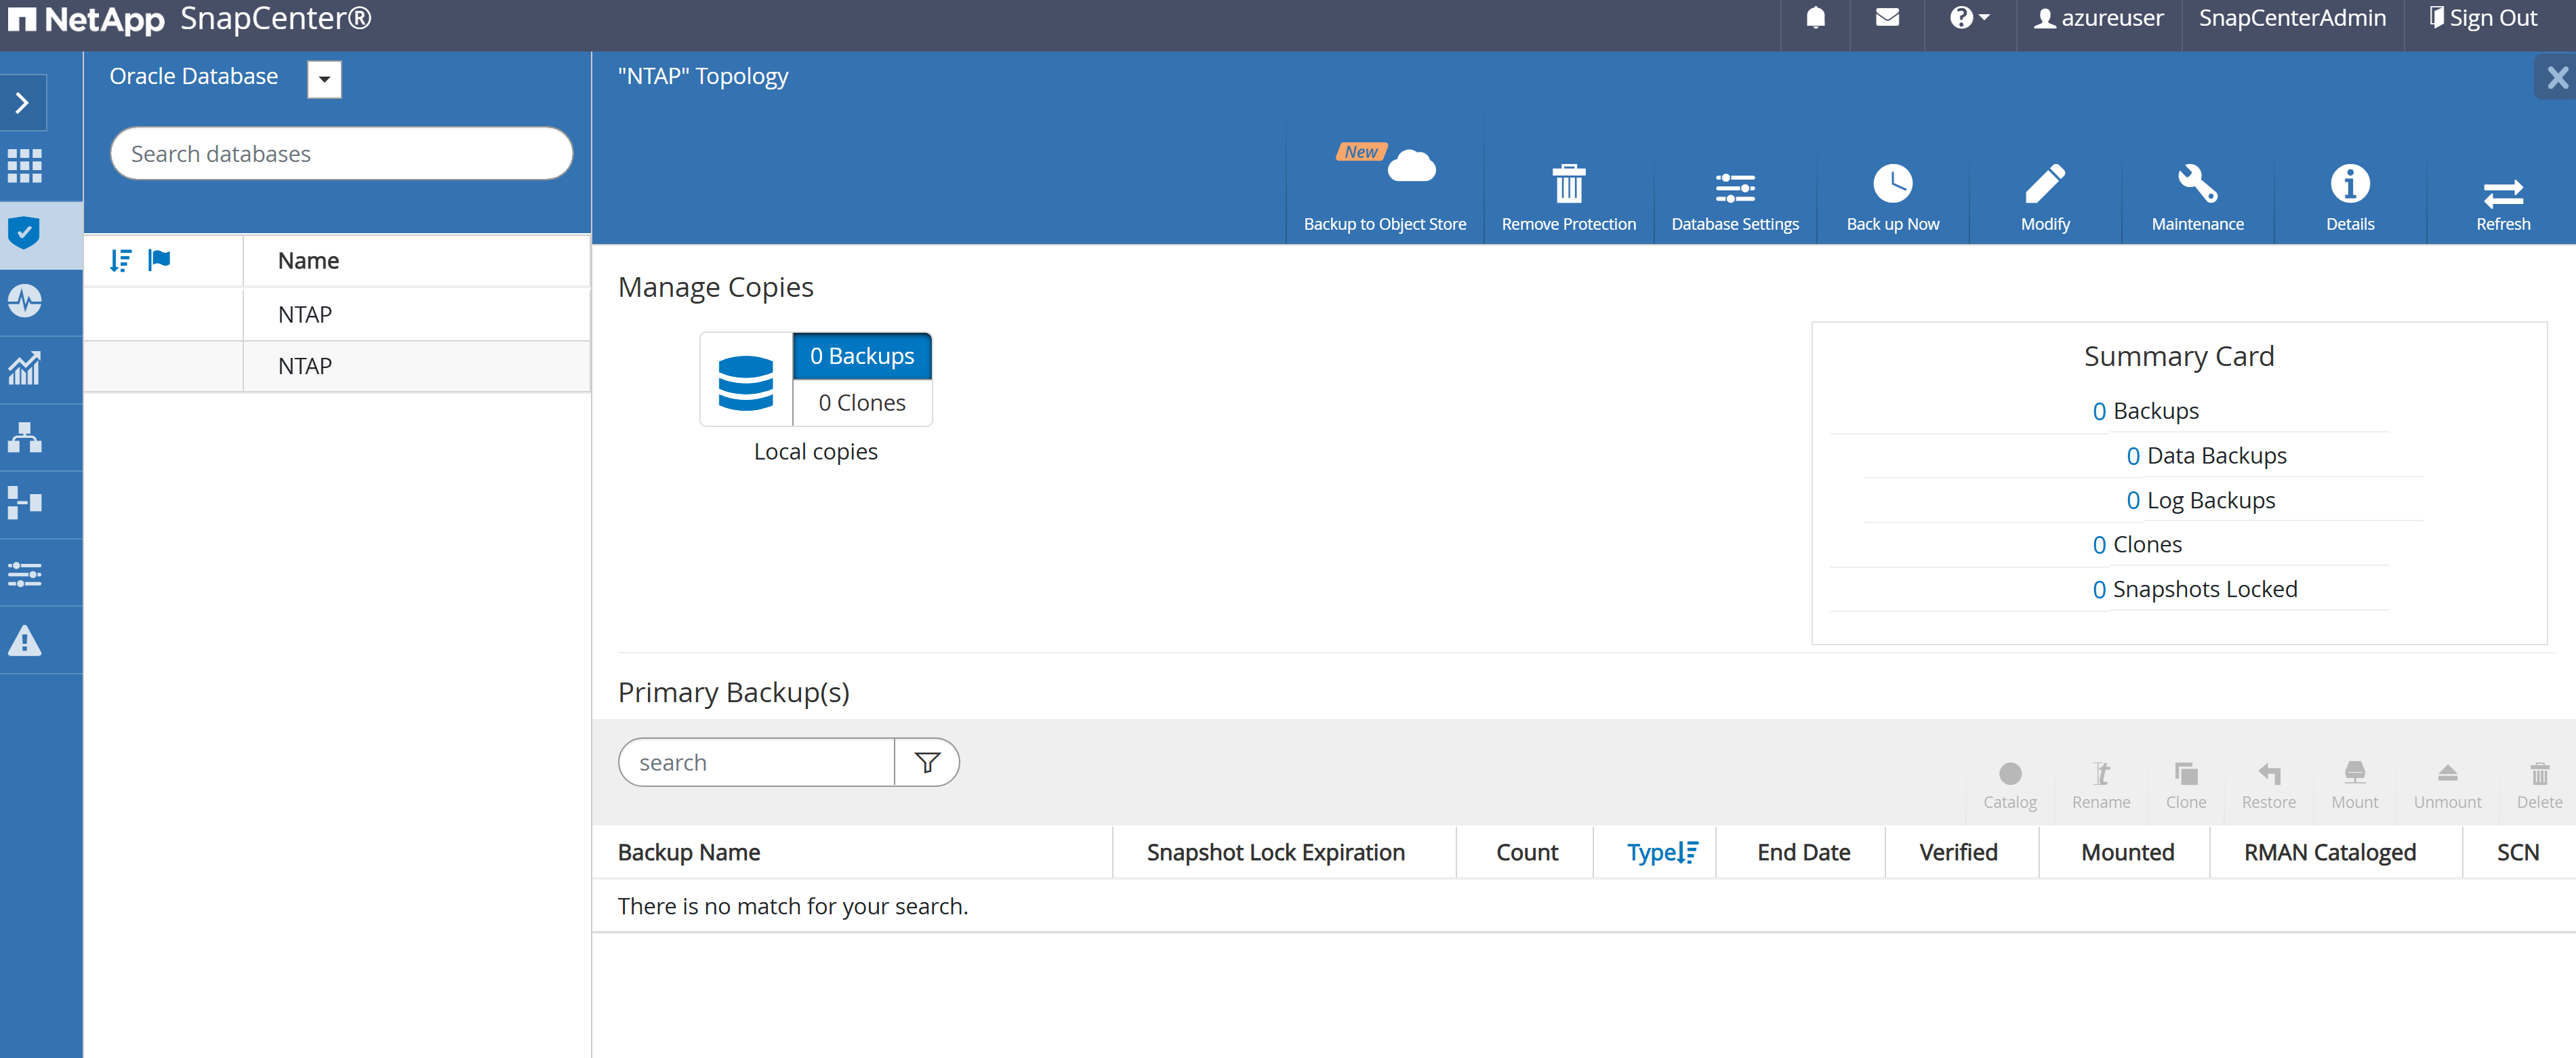 NetApp SnapCenter®
azureuser SnapCenterAdmin Sign Out
Oracle Database
Search databases
Name
NTAP
NTAP
"NTAP" Topology
New
Backup to Object Store Remove Protection Database Settings Back up Now Modify Maintenance Details Refresh
Manage Copies
0 Backups
0 Clones
Local copies
Summary Card
0 Backups
0 Data Backups
0 Log Backups
0 Clones
0 Snapshots Locked
Primary Backup(s)
search
Catalog Rename Clone Restore Mount Unmount Delete
Backup Name Snapshot Lock Expiration Count Type End Date Verified Mounted RMAN Cataloged SCN
There is no match for your search.